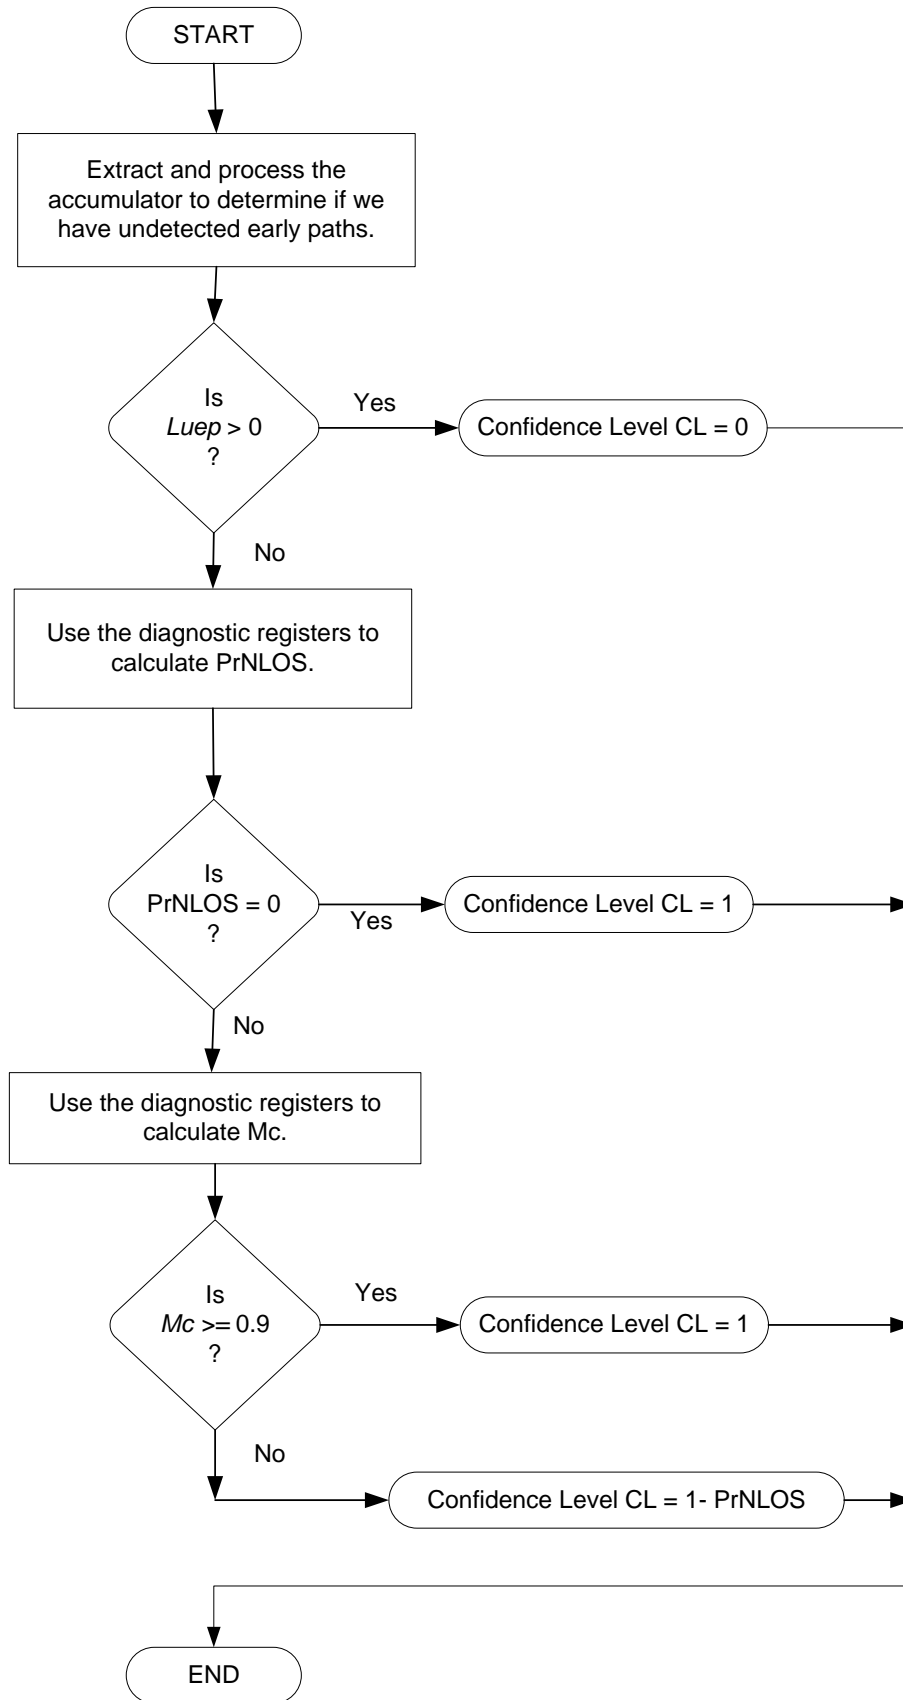 START
Extract and process the
accumulator to determine if we
have undetected early paths.
Is
Luep > 0
?
Yes
Confidence Level CL = 0
No
Use the diagnostic registers to
calculate PrNLOS.
Is
PrNLOS = 0
?
Yes
Confidence Level CL = 1
No
Use the diagnostic registers to
calculate Mc.
Is
Mc >= 0.9
?
Yes
Confidence Level CL = 1
No
Confidence Level CL = 1- PrNLOS
END